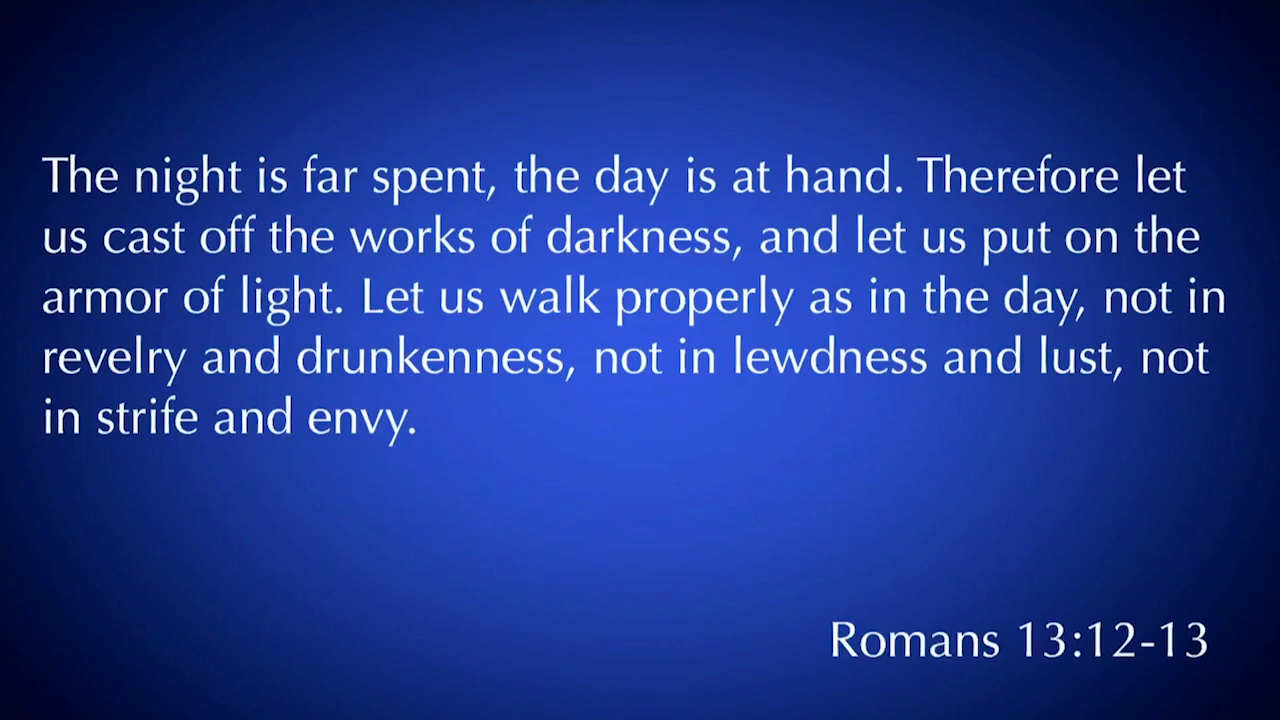 The night is far spent, the day is at hand. Therefore let
us cast off the works of darkness, and let us put on the
armor of light. Let us walk properly as in the day, not in
revelry and drunkenness, not in lewdness and lust, not
in strife and envy.
Romans 13:12-13